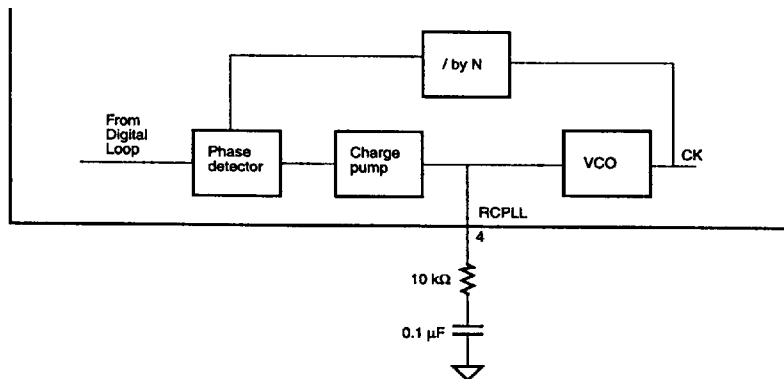 / by N
From
Digital
Loop
Phase
detector
Charge
pump
VCO
CK
RCPLL
4
10 kΩ
0.1 µF